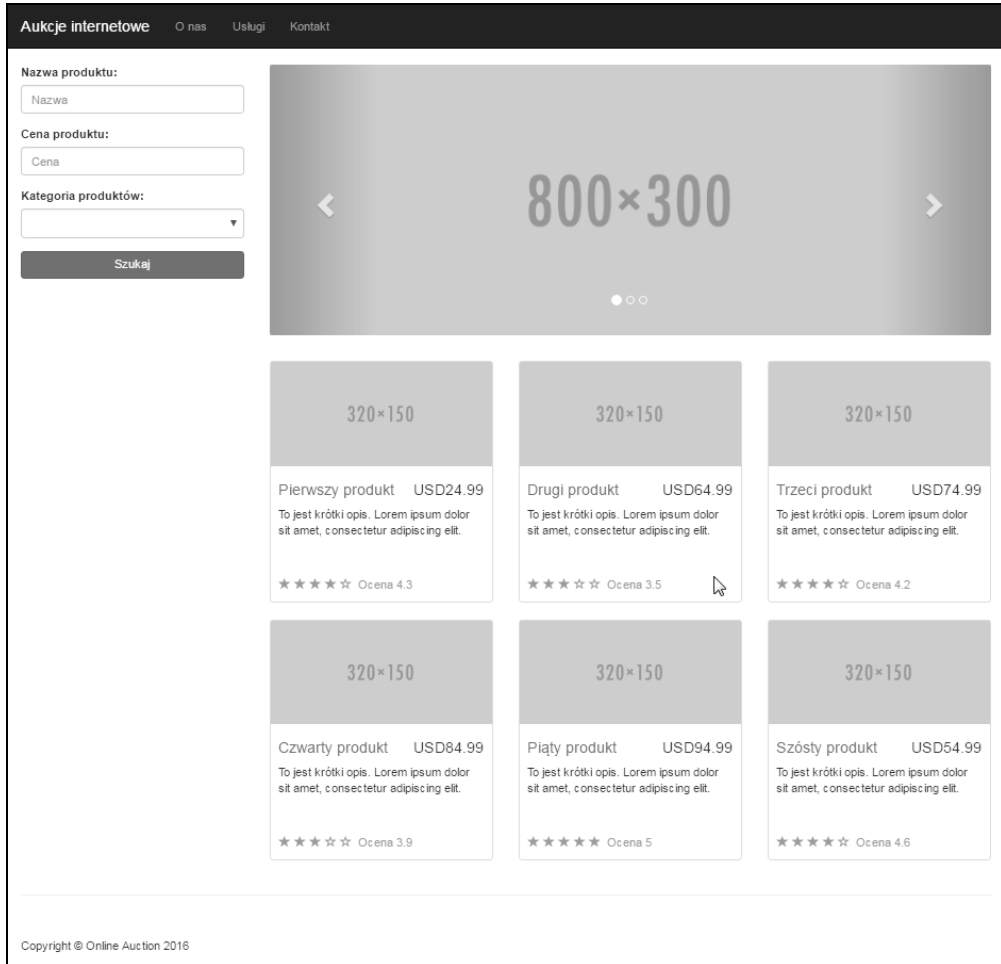 Aukcje internetowe O nas Usługi Kontakt
Nazwa produktu:
Nazwa
Cena produktu:
Cena
Kategoria produktów:
Szukaj
800×300
320×150
Pierwszy produkt USD24.99
To jest krótki opis. Lorem ipsum dolor
sit amet, consectetur adipiscing elit.
Ocena 4.3
320×150
Drugi produkt USD64.99
To jest krótki opis. Lorem ipsum dolor
sit amet, consectetur adipiscing elit.
Ocena 3.5
320×150
Trzeci produkt USD74.99
To jest krótki opis. Lorem ipsum dolor
sit amet, consectetur adipiscing elit.
Ocena 4.2
320×150
Czwarty produkt USD84.99
To jest krótki opis. Lorem ipsum dolor
sit amet, consectetur adipiscing elit.
Ocena 3.9
320×150
Piąty produkt USD94.99
To jest krótki opis. Lorem ipsum dolor
sit amet, consectetur adipiscing elit.
Ocena 5
320×150
Szósty produkt USD54.99
To jest krótki opis. Lorem ipsum dolor
sit amet, consectetur adipiscing elit.
Ocena 4.6
Copyright © Online Auction 2016